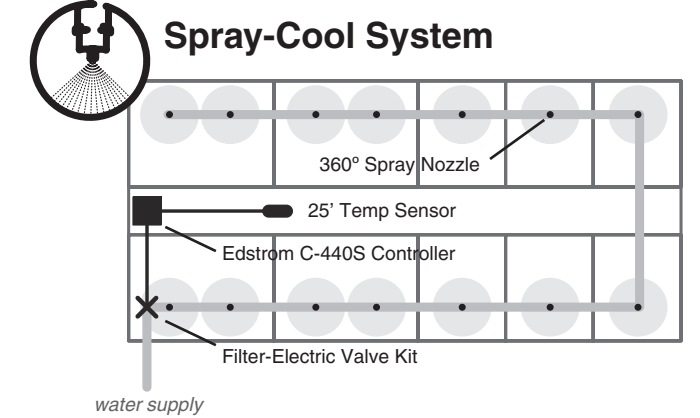 Spray-Cool System
360º Spray Nozzle
25' Temp Sensor
Edstrom C-440S Controller
Filter-Electric Valve Kit
water supply